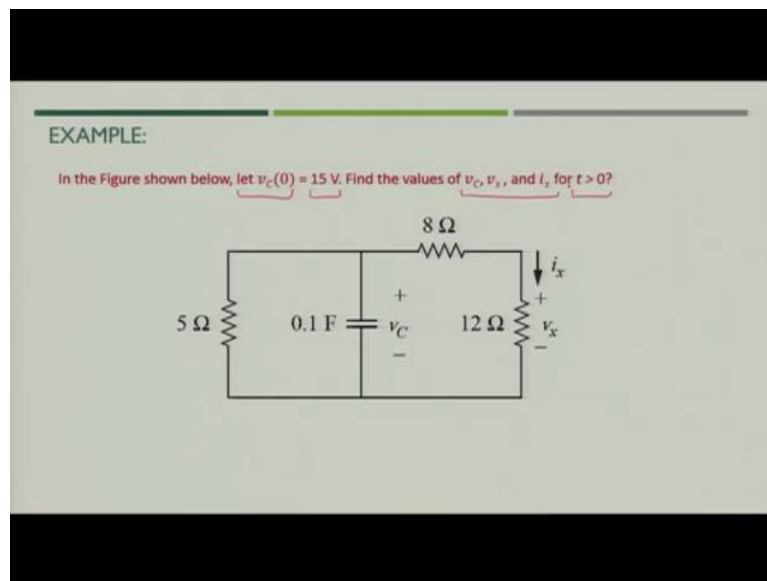 EXAMPLE:
In the Figure shown below, let v_C(0) = 15 V. Find the values of v_C, v_x, and i_x for t > 0?
8 Ω
i_x
+ +
5 Ω 0.1 F v_C 12 Ω v_x
− −